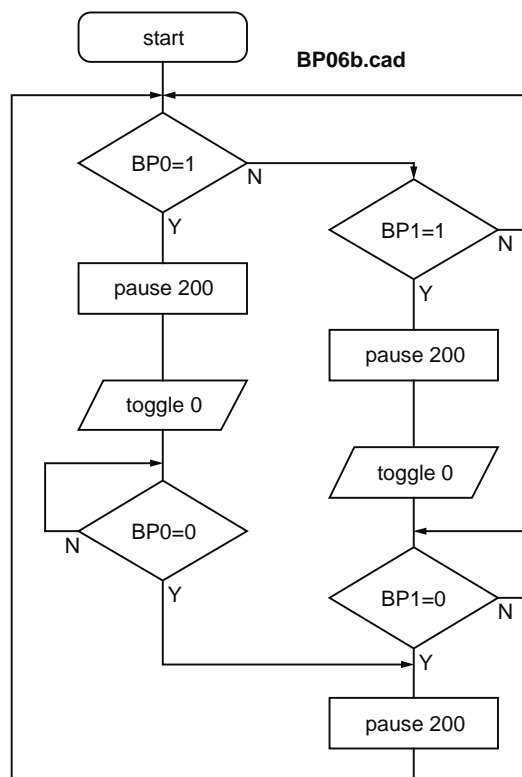 start
BP06b.cad
BP0=1
N
Y
BP1=1
N
Y
pause 200
pause 200
toggle 0
toggle 0
BP0=0
N
Y
BP1=0
N
Y
pause 200